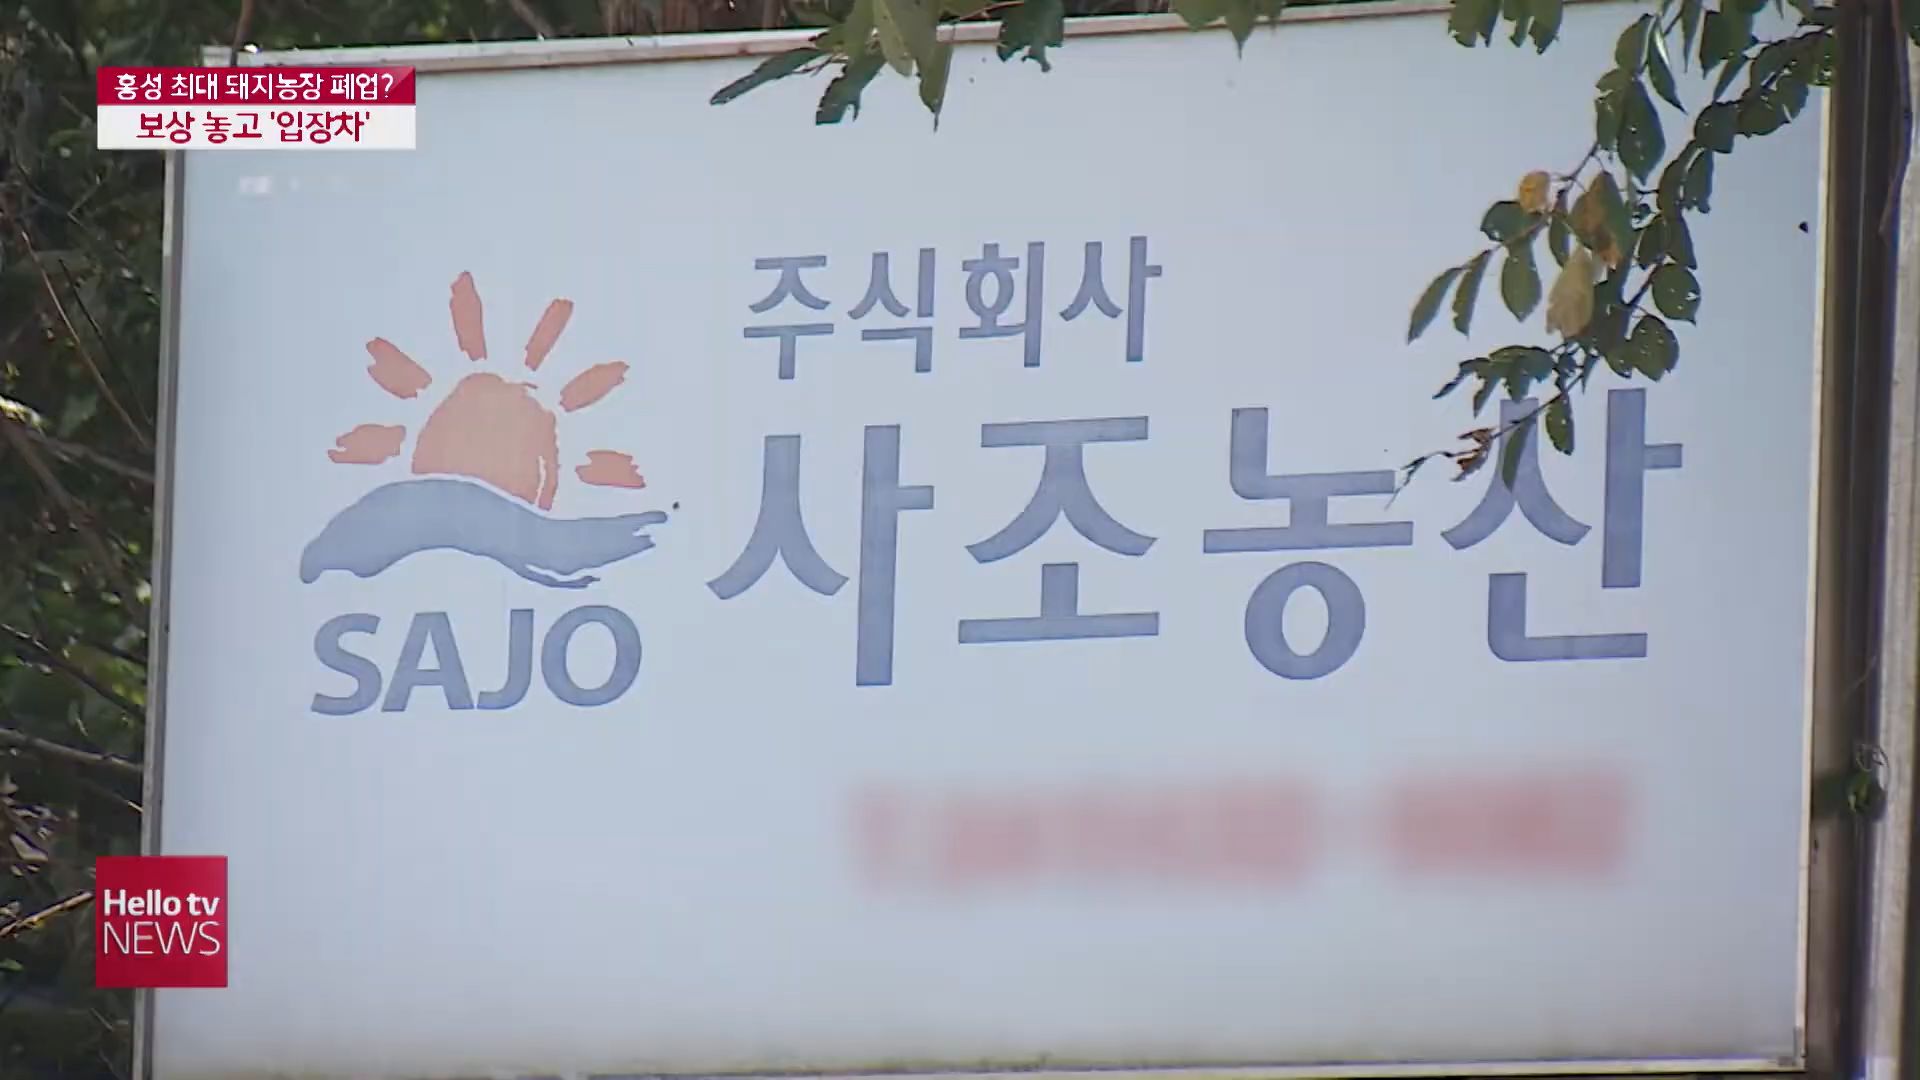 홍성 최대 돼지농장 폐업?
보상 놓고 '입장차'
주식회사
사조농산
SAJO
Hello tv
NEWS